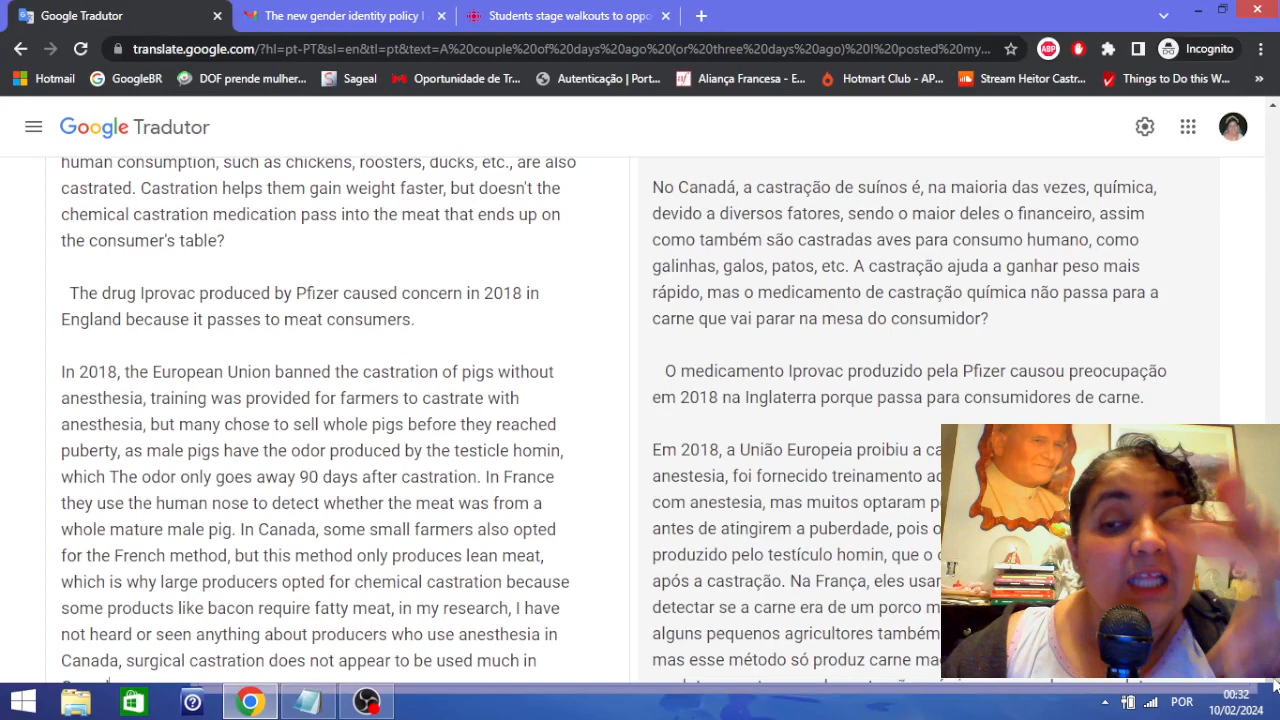 Google Tradutor
The new gender identity policy l
Students stage walkouts to oppo
translate.google.com/?hl=pt-PT&sl=en&tl=pt&text=A%20couple%20of%20days%20ago%20(or%20three%20days%20ago)%20I%20posted%20my...
ABP
Incognito
Hotmail
GoogleBR
DOF prende mulher...
Sageal
Oportunidade de Tr...
Autenticação | Port...
Aliança Francesa - E...
Hotmart Club - AP...
Stream Heitor Castr...
Things to Do this W...
Google Tradutor
human consumption, such as chickens, roosters, ducks, etc., are also
castrated. Castration helps them gain weight faster, but doesn't the
chemical castration medication pass into the meat that ends up on
the consumer's table?
The drug Iprovac produced by Pfizer caused concern in 2018 in
England because it passes to meat consumers.
In 2018, the European Union banned the castration of pigs without
anesthesia, training was provided for farmers to castrate with
anesthesia, but many chose to sell whole pigs before they reached
puberty, as male pigs have the odor produced by the testicle homin,
which The odor only goes away 90 days after castration. In France
they use the human nose to detect whether the meat was from a
whole mature male pig. In Canada, some small farmers also opted
for the French method, but this method only produces lean meat,
which is why large producers opted for chemical castration because
some products like bacon require fatty meat, in my research, I have
not heard or seen anything about producers who use anesthesia in
Canada, surgical castration does not appear to be used much in
No Canadá, a castração de suínos é, na maioria das vezes, química,
devido a diversos fatores, sendo o maior deles o financeiro, assim
como também são castradas aves para consumo humano, como
galinhas, galos, patos, etc. A castração ajuda a ganhar peso mais
rápido, mas o medicamento de castração química não passa para a
carne que vai parar na mesa do consumidor?
O medicamento Iprovac produzido pela Pfizer causou preocupação
em 2018 na Inglaterra porque passa para consumidores de carne.
Em 2018, a União Europeia proibiu a ca
anestesia, foi fornecido treinamento ao
com anestesia, mas muitos optaram p
antes de atingirem a puberdade, pois o
produzido pelo testículo homin, que o
após a castração. Na França, eles usa
detectar se a carne era de um porco m
alguns pequenos agricultores também
mas esse método só produz carne ma
POR
00:32
10/02/2024